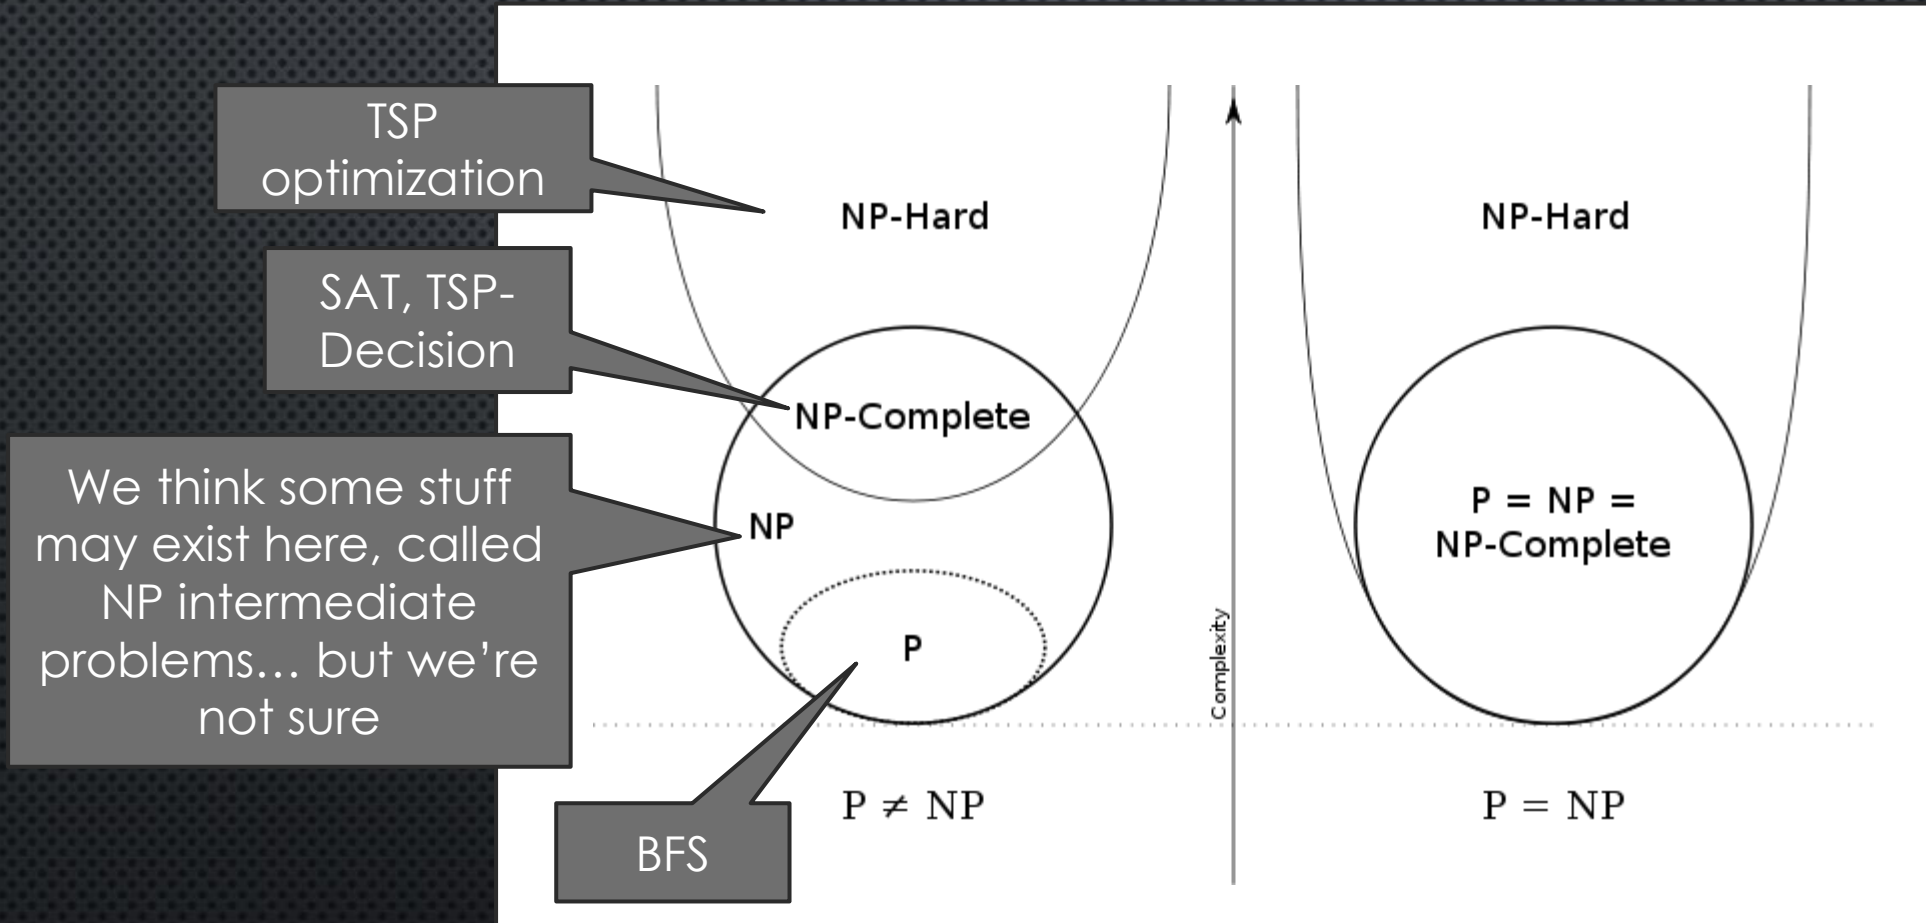 TSP
optimization
SAT, TSP-
Decision
We think some stuff
may exist here, called
NP intermediate
problems… but we’re
not sure
BFS
NP-Hard
NP-Complete
NP
P
P ≠ NP
Complexity
NP-Hard
P = NP =
NP-Complete
P = NP